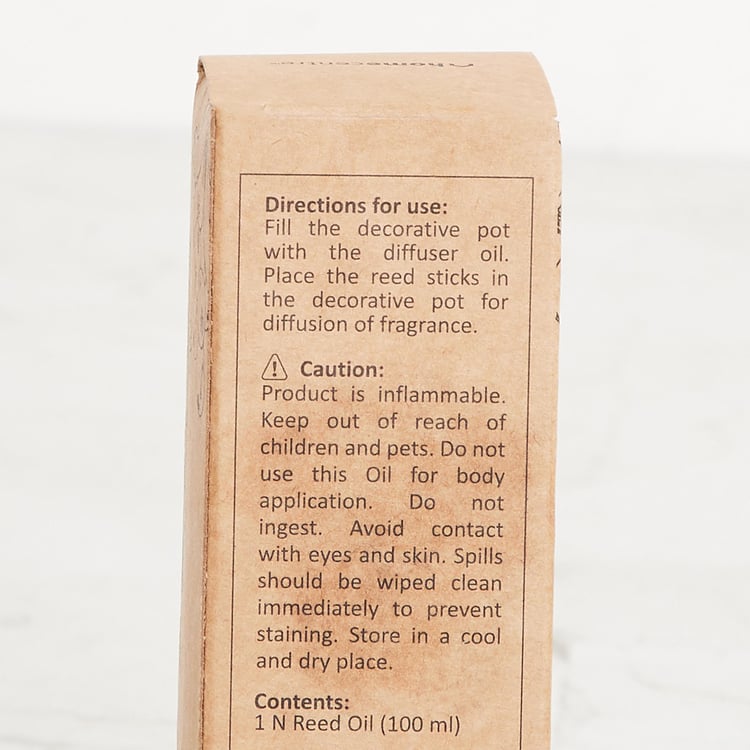 homecentre
Directions for use:
Fill the decorative pot
with the diffuser oil.
Place the reed sticks in
the decorative pot for
diffusion of fragrance.
Caution:
Product is inflammable.
Keep out of reach of
children and pets. Do not
use this Oil for body
application. Do not
ingest. Avoid contact
with eyes and skin. Spills
should be wiped clean
immediately to prevent
staining. Store in a cool
and dry place.
Contents:
1 N Reed Oil (100 ml)